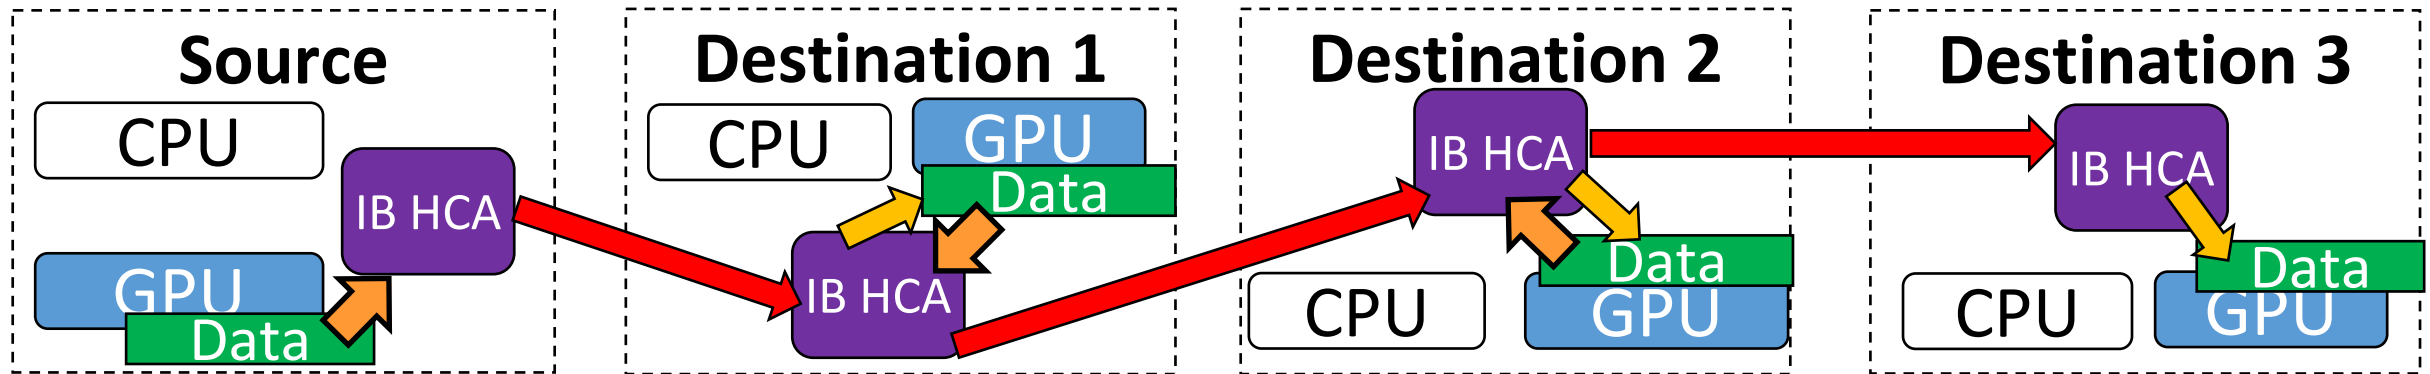 Source
CPU
IB HCA
GPU
Data
Destination 1
CPU
GPU
Data
IB HCA
Destination 2
IB HCA
Data
CPU
GPU
Destination 3
IB HCA
Data
CPU
GPU